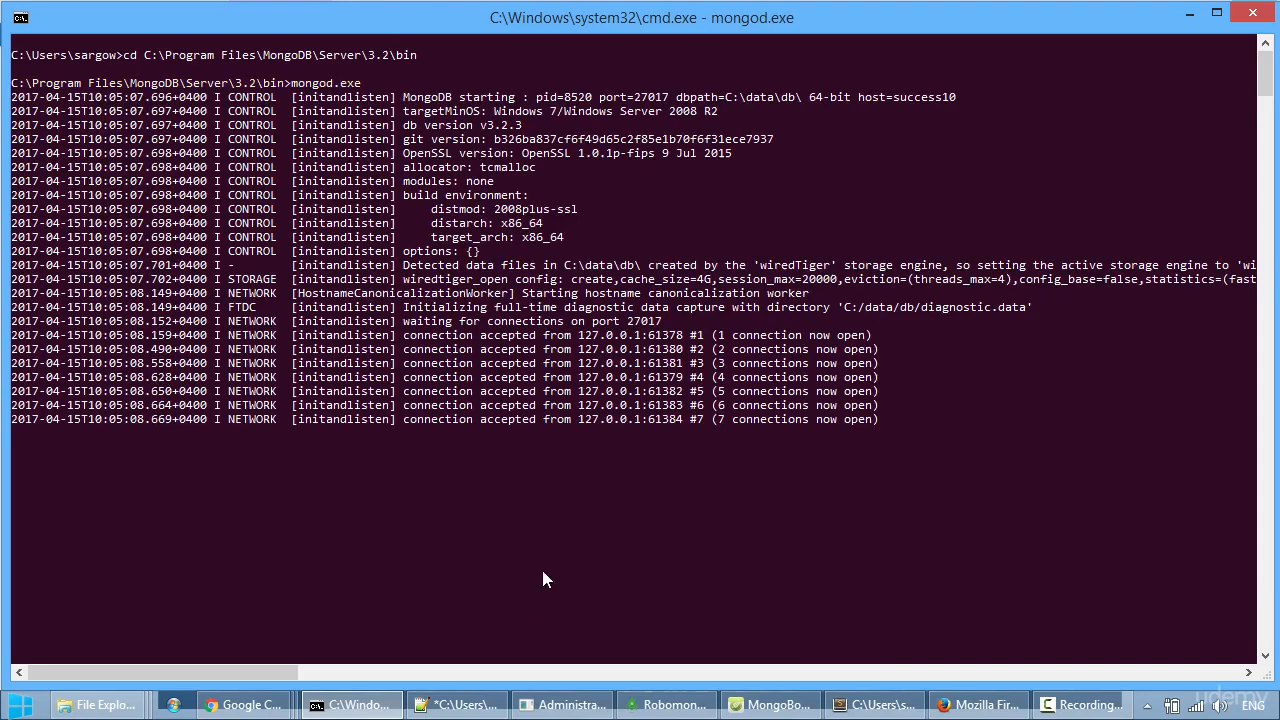 C:\Windows\system32\cmd.exe - mongod.exe
C:\Users\sargow>cd C:\Program Files\MongoDB\Server\3.2\bin
C:\Program Files\MongoDB\Server\3.2\bin>mongod.exe
2017-04-15T10:05:07.696+0400 I CONTROL  [initandlisten] MongoDB starting : pid=8520 port=27017 dbpath=C:\data\db\ 64-bit host=success10
2017-04-15T10:05:07.697+0400 I CONTROL  [initandlisten] targetMinOS: Windows 7/Windows Server 2008 R2
2017-04-15T10:05:07.697+0400 I CONTROL  [initandlisten] db version v3.2.3
2017-04-15T10:05:07.697+0400 I CONTROL  [initandlisten] git version: b326ba837cf6f49d65c2f85e1b70f6f31ece7937
2017-04-15T10:05:07.698+0400 I CONTROL  [initandlisten] OpenSSL version: OpenSSL 1.0.1p-fips 9 Jul 2015
2017-04-15T10:05:07.698+0400 I CONTROL  [initandlisten] allocator: tcmalloc
2017-04-15T10:05:07.698+0400 I CONTROL  [initandlisten] modules: none
2017-04-15T10:05:07.698+0400 I CONTROL  [initandlisten] build environment:
2017-04-15T10:05:07.698+0400 I CONTROL  [initandlisten]     distmod: 2008plus-ssl
2017-04-15T10:05:07.698+0400 I CONTROL  [initandlisten]     distarch: x86_64
2017-04-15T10:05:07.698+0400 I CONTROL  [initandlisten]     target_arch: x86_64
2017-04-15T10:05:07.698+0400 I CONTROL  [initandlisten] options: {}
2017-04-15T10:05:07.701+0400 I -        [initandlisten] Detected data files in C:\data\db\ created by the 'wiredTiger' storage engine, so setting the active storage engine to 'wi
2017-04-15T10:05:07.702+0400 I STORAGE  [initandlisten] wiredtiger_open config: create,cache_size=4G,session_max=20000,eviction=(threads_max=4),config_base=false,statistics=(fast
2017-04-15T10:05:08.149+0400 I NETWORK  [HostnameCanonicalizationWorker] Starting hostname canonicalization worker
2017-04-15T10:05:08.149+0400 I FTDC     [initandlisten] Initializing full-time diagnostic data capture with directory 'C:/data/db/diagnostic.data'
2017-04-15T10:05:08.152+0400 I NETWORK  [initandlisten] waiting for connections on port 27017
2017-04-15T10:05:08.159+0400 I NETWORK  [initandlisten] connection accepted from 127.0.0.1:61378 #1 (1 connection now open)
2017-04-15T10:05:08.490+0400 I NETWORK  [initandlisten] connection accepted from 127.0.0.1:61380 #2 (2 connections now open)
2017-04-15T10:05:08.558+0400 I NETWORK  [initandlisten] connection accepted from 127.0.0.1:61381 #3 (3 connections now open)
2017-04-15T10:05:08.628+0400 I NETWORK  [initandlisten] connection accepted from 127.0.0.1:61379 #4 (4 connections now open)
2017-04-15T10:05:08.650+0400 I NETWORK  [initandlisten] connection accepted from 127.0.0.1:61382 #5 (5 connections now open)
2017-04-15T10:05:08.664+0400 I NETWORK  [initandlisten] connection accepted from 127.0.0.1:61383 #6 (6 connections now open)
2017-04-15T10:05:08.669+0400 I NETWORK  [initandlisten] connection accepted from 127.0.0.1:61384 #7 (7 connections now open)
File Explo... Google C... C:\Windo... *C:\Users\... Administra... Robomon... MongoBo... C:\Users\s... Mozilla Fir... Recording... ENG
udemy